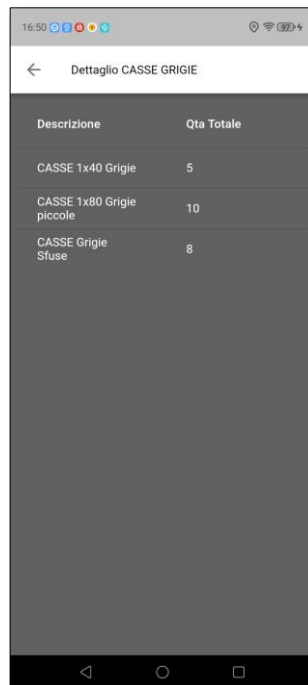 16:50 97
Dettaglio CASSE GRIGIE
Descrizione Qta Totale
CASSE 1x40 Grigie 5
CASSE 1x80 Grigie
piccole 10
CASSE Grigie
Sfuse 8